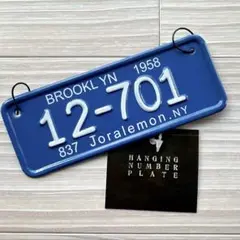 BROOKLYN 1958
12-701
837 Joralemon.NY
HANGING
NUMBER
PLATE